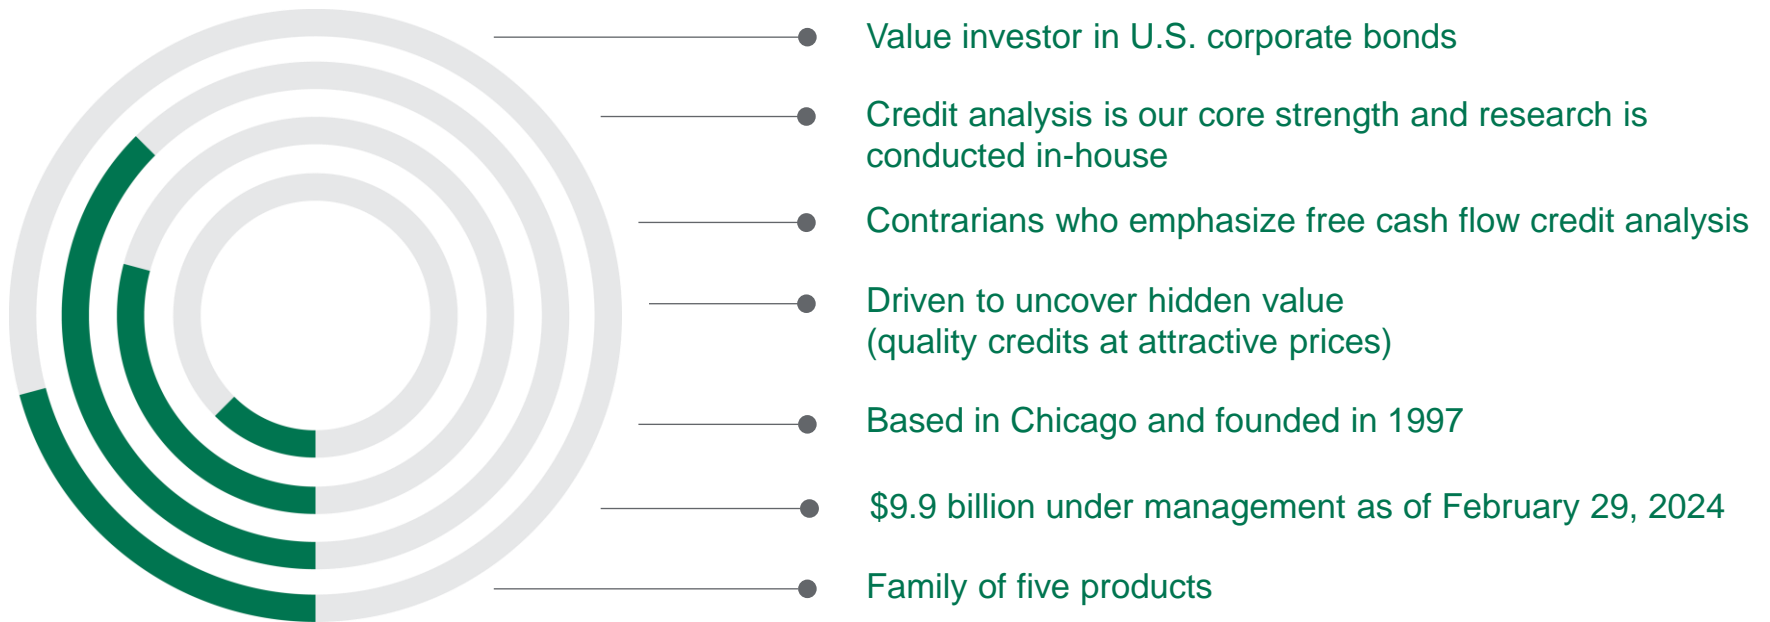 Value investor in U.S. corporate bonds
Credit analysis is our core strength and research is
conducted in-house
Contrarians who emphasize free cash flow credit analysis
Driven to uncover hidden value
(quality credits at attractive prices)
Based in Chicago and founded in 1997
$9.9 billion under management as of February 29, 2024
Family of five products